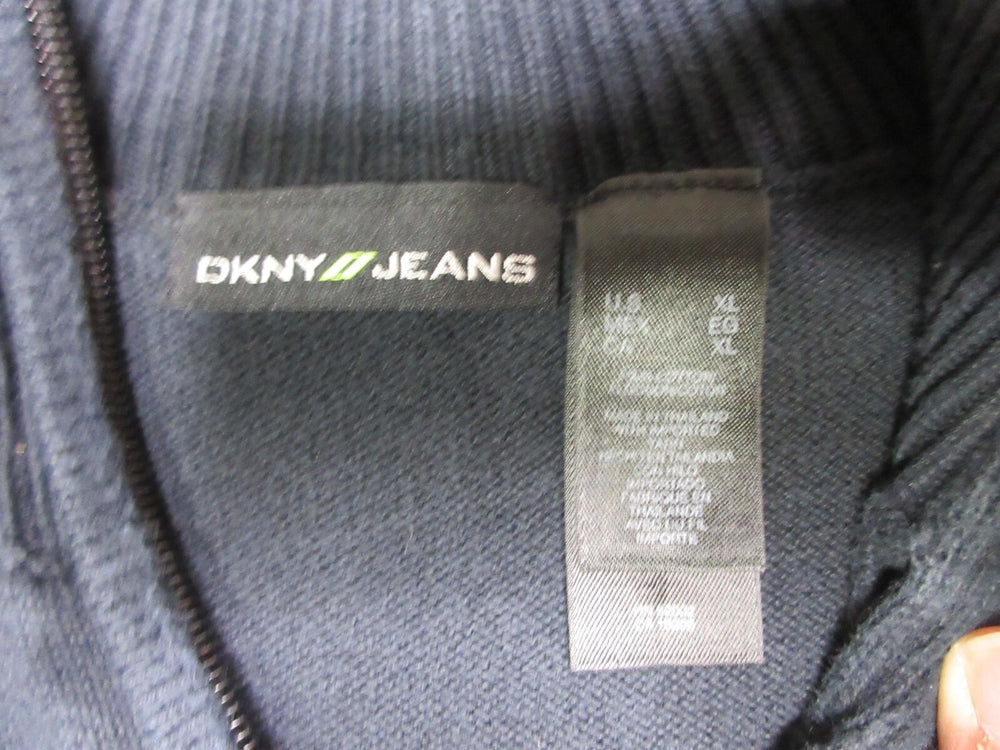 DKNY//JEANS
U.S. XL
MEX EG
CA XL
MADE IN THAILAND
WITH IMPORTED
YARN
HECHO EN TAILANDIA
CON HILO
IMPORTADO
FABRIQUE EN
THAILANDE
AVEC DU FIL
IMPORTE